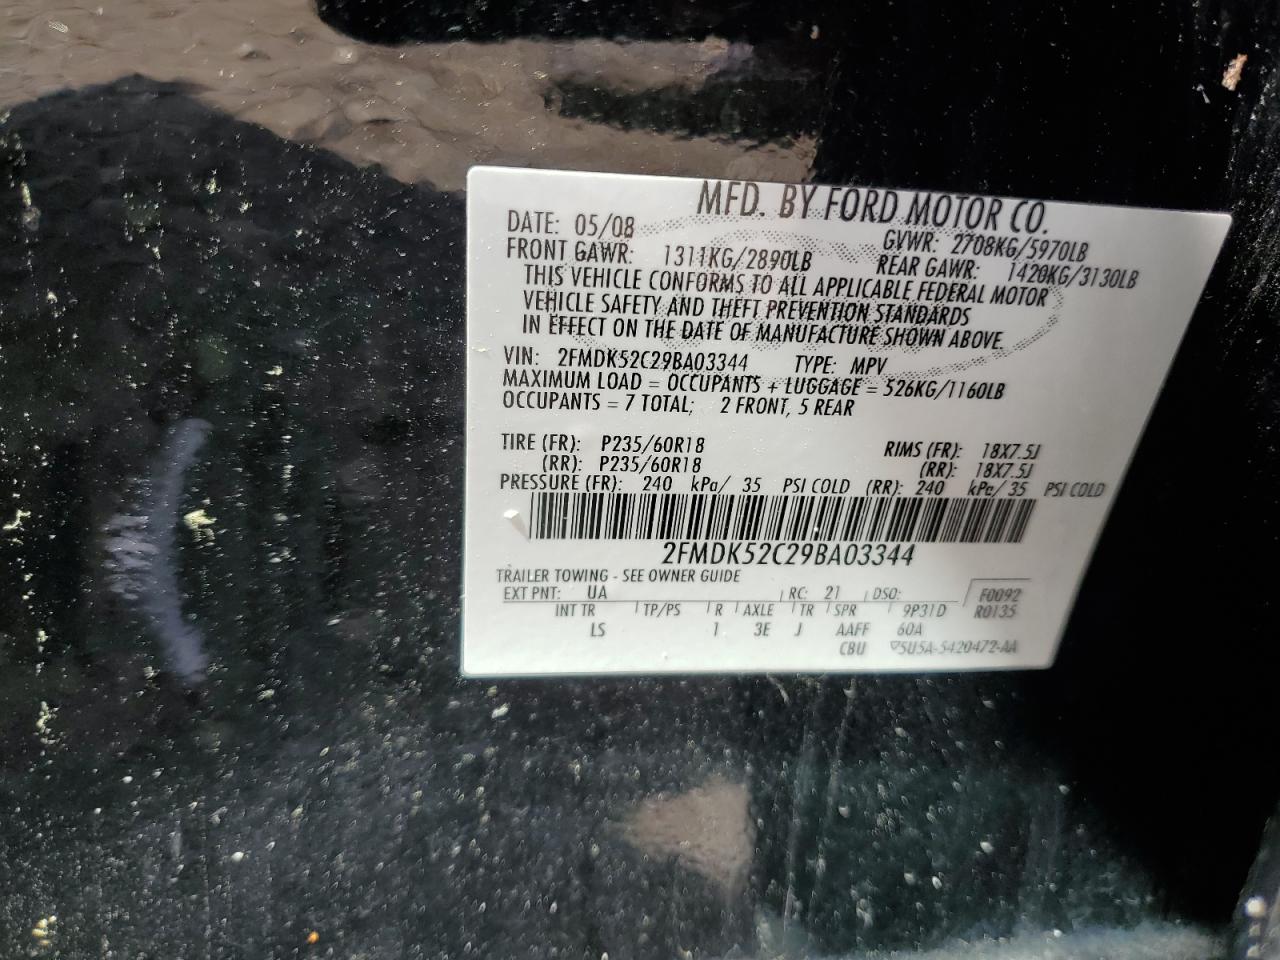 MFD. BY FORD MOTOR CO.
DATE: 05/08 GVWR: 2708KG/5970LB
FRONT GAWR: 1311KG/2890LB REAR GAWR: 1420KG/3130LB
THIS VEHICLE CONFORMS TO ALL APPLICABLE FEDERAL MOTOR
VEHICLE SAFETY AND THEFT PREVENTION STANDARDS
IN EFFECT ON THE DATE OF MANUFACTURE SHOWN ABOVE.
VIN: 2FMDK52C29BA03344 TYPE: MPV
MAXIMUM LOAD = OCCUPANTS + LUGGAGE = 526KG/1160LB
OCCUPANTS = 7 TOTAL; 2 FRONT, 5 REAR
TIRE (FR): P235/60R18 RIMS (FR): 18X7.5J
(RR): P235/60R18 (RR): 18X7.5J
PRESSURE (FR): 240 kPa/ 35 PSI COLD (RR): 240 kPa/ 35 PSI COLD
2FMDK52C29BA03344
TRAILER TOWING - SEE OWNER GUIDE
EXT PNT: UA RC: 21 DSO: F0092
INT TR TP/PS R AXLE TR SPR 9P31D R0135
LS 1 3E J AAFF 60A
CBU 5U5A-5420472-AA